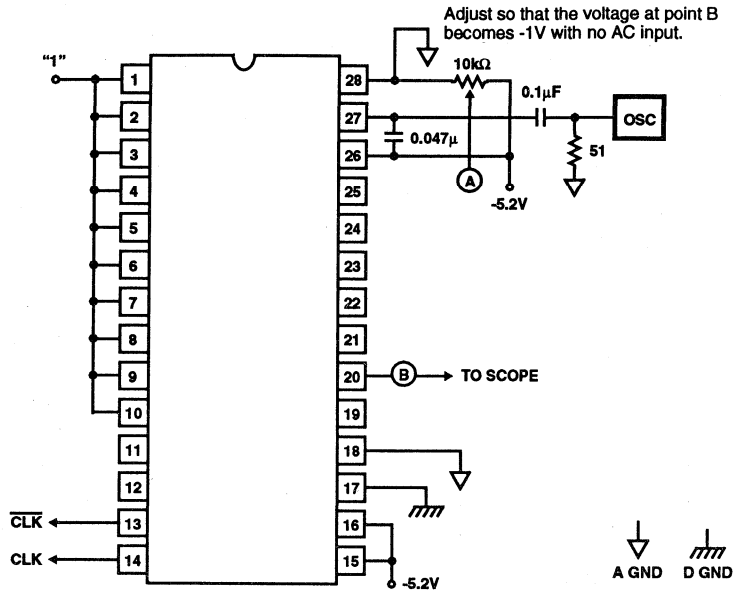 Adjust so that the voltage at point B
becomes -1V with no AC input.
"1"
1
2
3
4
5
6
7
8
9
10
11
12
13
14
CLK
CLK
28
27
26
25
24
23
22
21
20
19
18
17
16
15
10kΩ
0.1μF
OSC
0.047μ
51
A
-5.2V
B
TO SCOPE
-5.2V
A GND
D GND